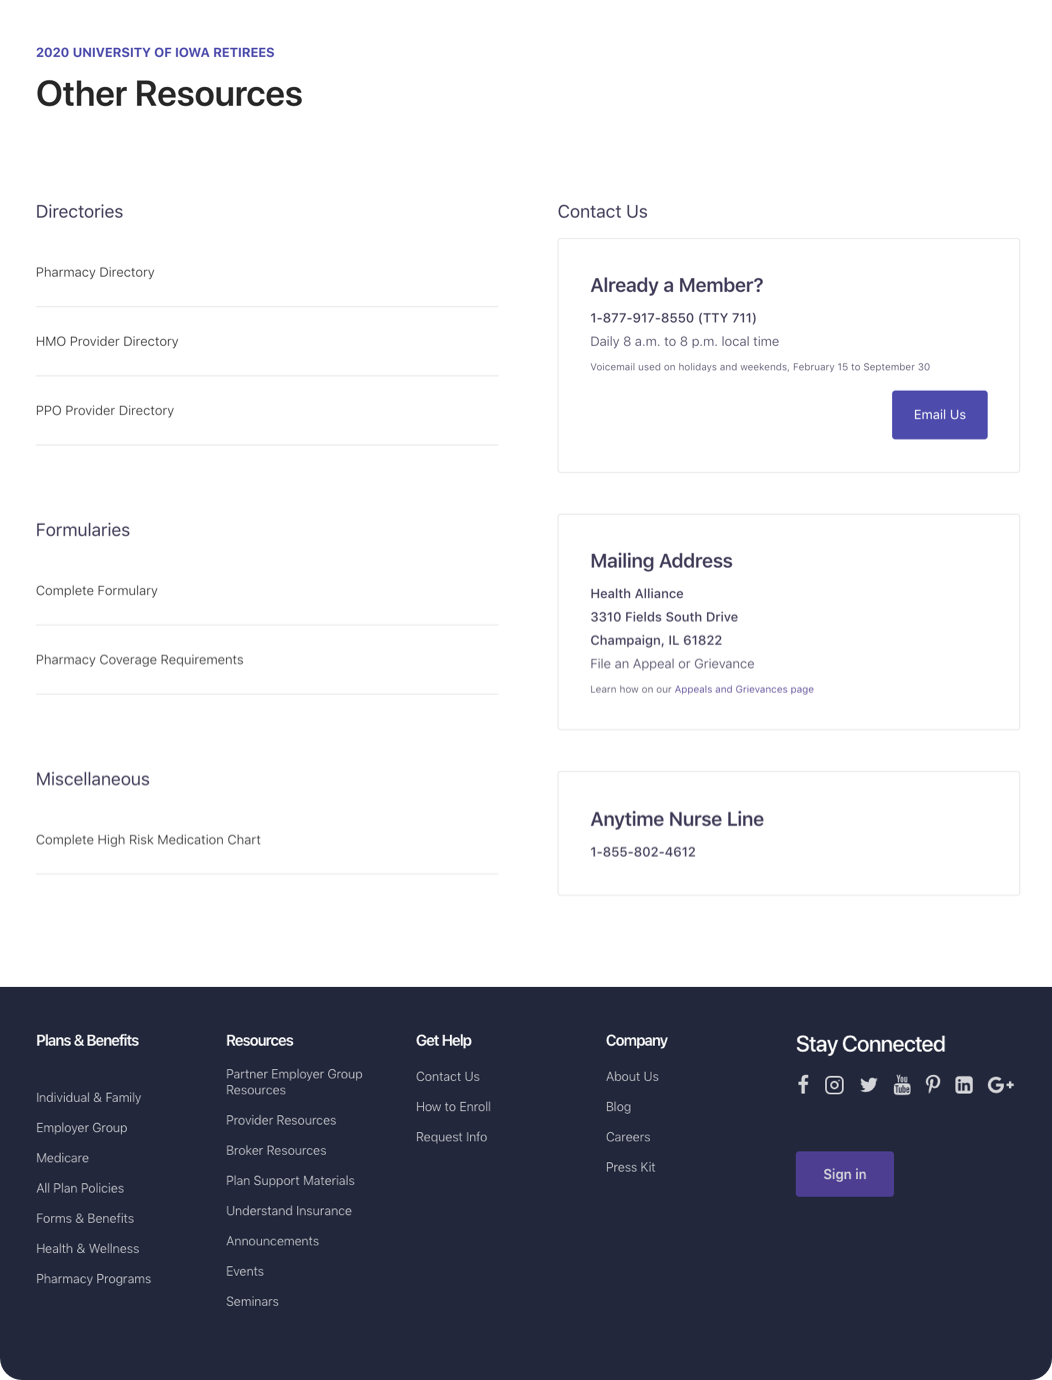 2020 UNIVERSITY OF IOWA RETIREES
Other Resources
Directories
Pharmacy Directory
HMO Provider Directory
PPO Provider Directory
Formularies
Complete Formulary
Pharmacy Coverage Requirements
Miscellaneous
Complete High Risk Medication Chart
Contact Us
Already a Member?
1-877-917-8550 (TTY 711)
Daily 8 a.m. to 8 p.m. local time
Voicemail used on holidays and weekends, February 15 to September 30
Email Us
Mailing Address
Health Alliance
3310 Fields South Drive
Champaign, IL 61822
File an Appeal or Grievance
Learn how on our Appeals and Grievances page
Anytime Nurse Line
1-855-802-4612
Plans & Benefits
Individual & Family
Employer Group
Medicare
All Plan Policies
Forms & Benefits
Health & Wellness
Pharmacy Programs
Resources
Partner Employer Group
Resources
Provider Resources
Broker Resources
Plan Support Materials
Understand Insurance
Announcements
Events
Seminars
Get Help
Contact Us
How to Enroll
Request Info
Company
About Us
Blog
Careers
Press Kit
Stay Connected
You
Tube
in
G+
Sign in